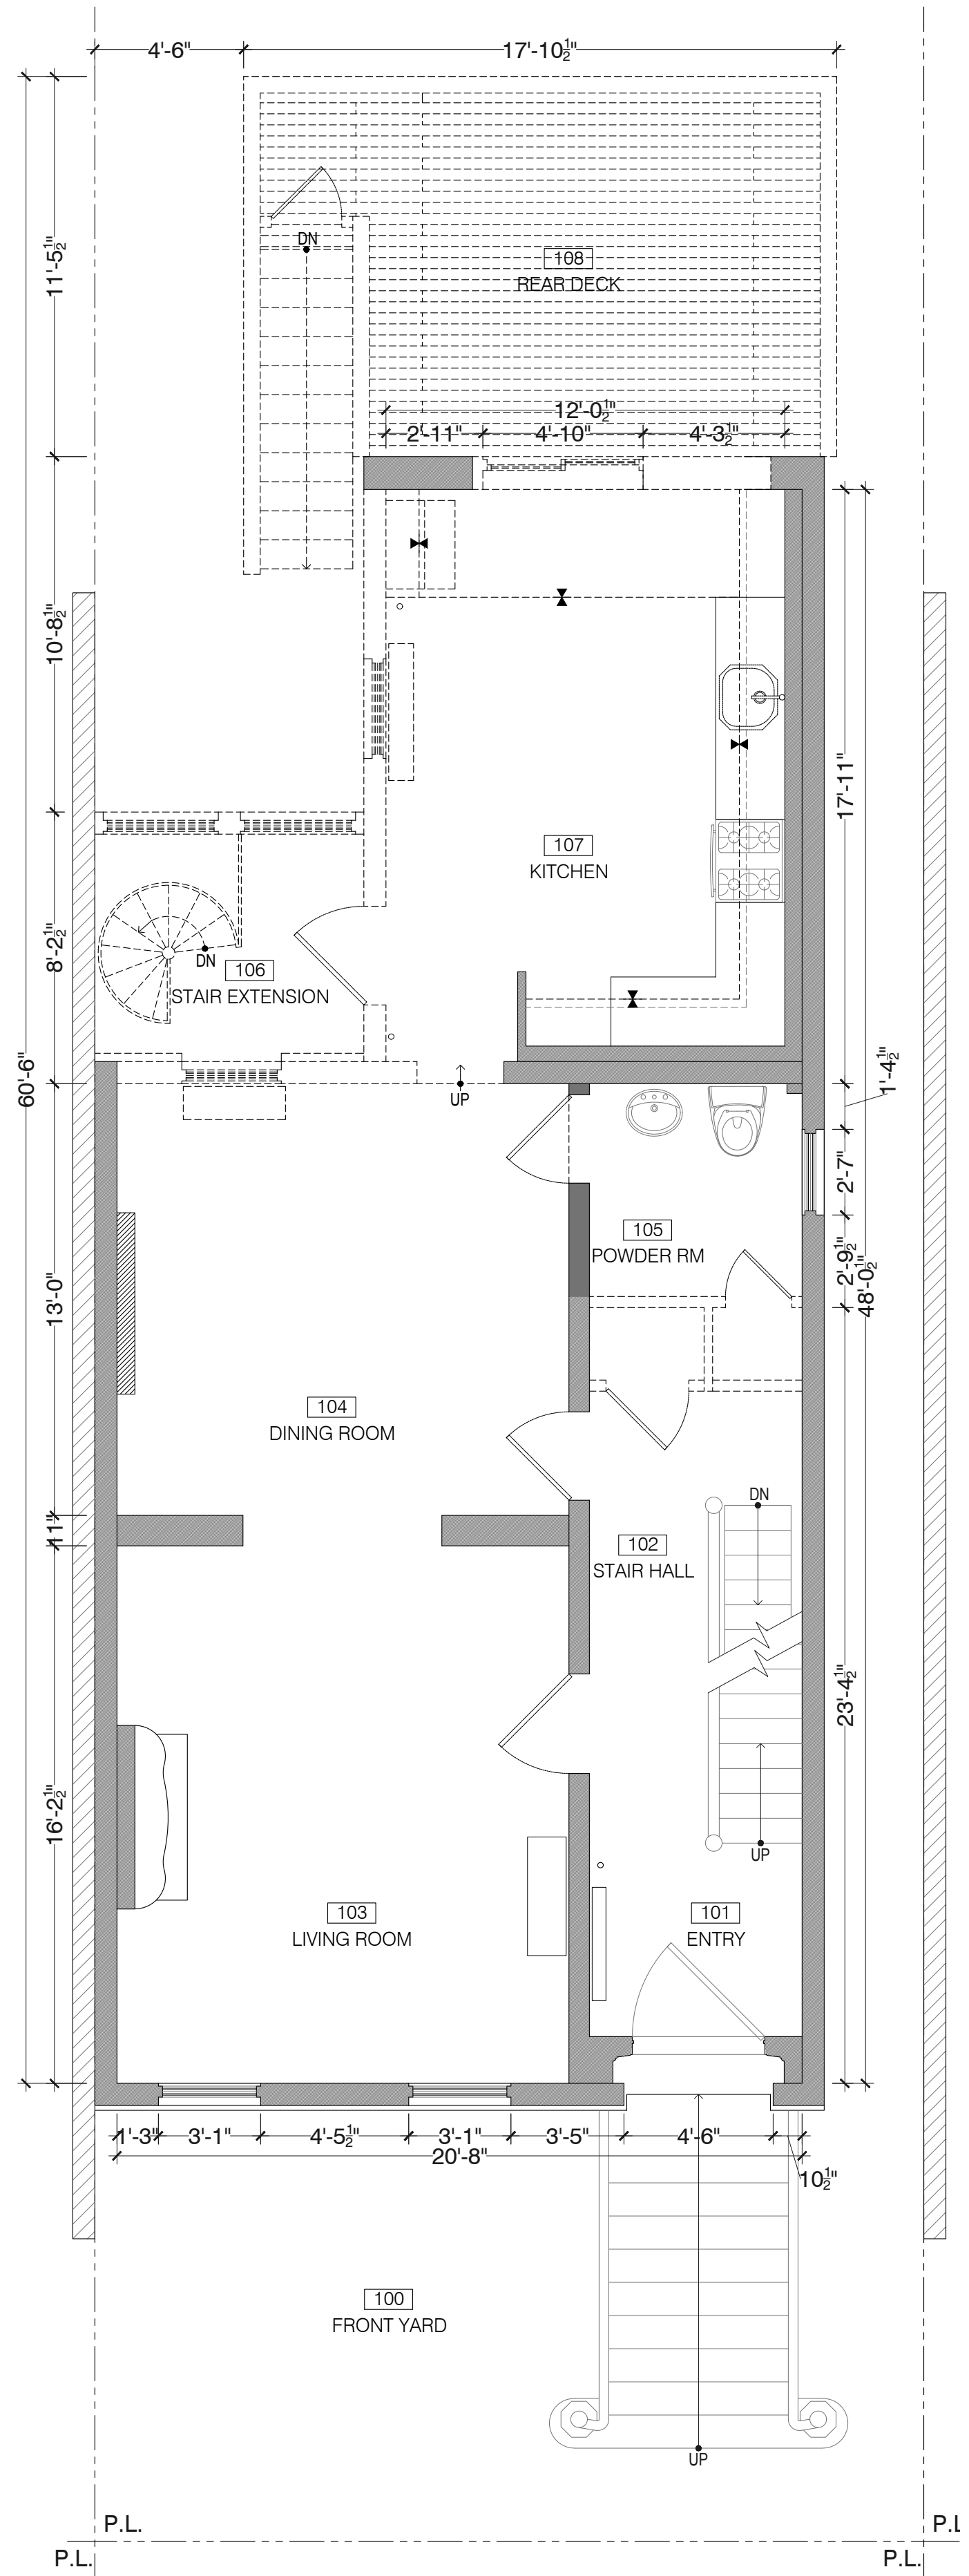 4'-6"
17'-10½"
11'-5½"
DN
108
REAR DECK
12'-0½"
2'-11"
4'-10"
4'-3½"
10'-8½"
17'-11"
107
KITCHEN
8'-2½"
DN
106
STAIR EXTENSION
60'-6"
UP
1'-4½"
2'-7"
105
POWDER RM
2'-9½"
48'-0½"
13'-0"
104
DINING ROOM
DN
11"
102
STAIR HALL
23'-4½"
16'-2½"
UP
103
LIVING ROOM
101
ENTRY
1'-3"
3'-1"
4'-5½"
3'-1"
3'-5"
4'-6"
20'-8"
10½"
100
FRONT YARD
UP
P.L.
P.L
P.L.
P.L.